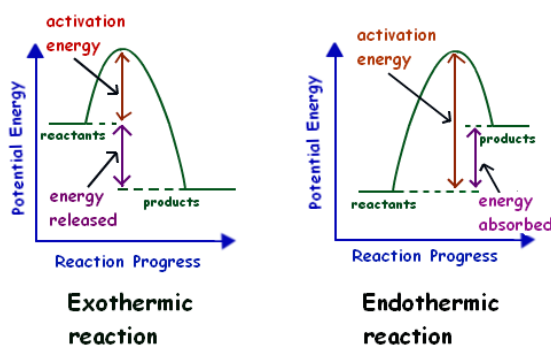 activation
energy
Potential Energy
reactants
energy
released
products
Reaction Progress
Exothermic
reaction
activation
energy
Potential Energy
products
reactants
energy
absorbed
Reaction Progress
Endothermic
reaction